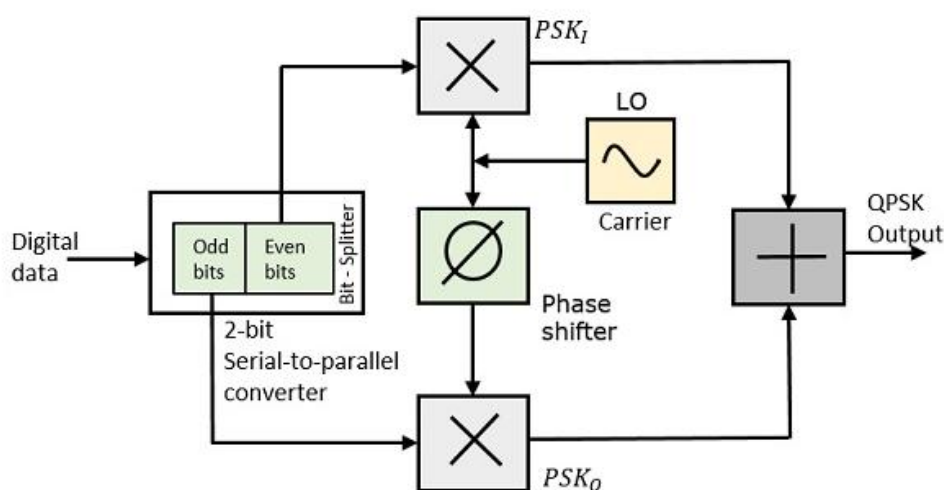 PSK_I
LO
Carrier
QPSK
Output
Digital
data
Odd
bits
Even
bits
Bit - Splitter
Phase
shifter
2-bit
Serial-to-parallel
converter
PSK_Q